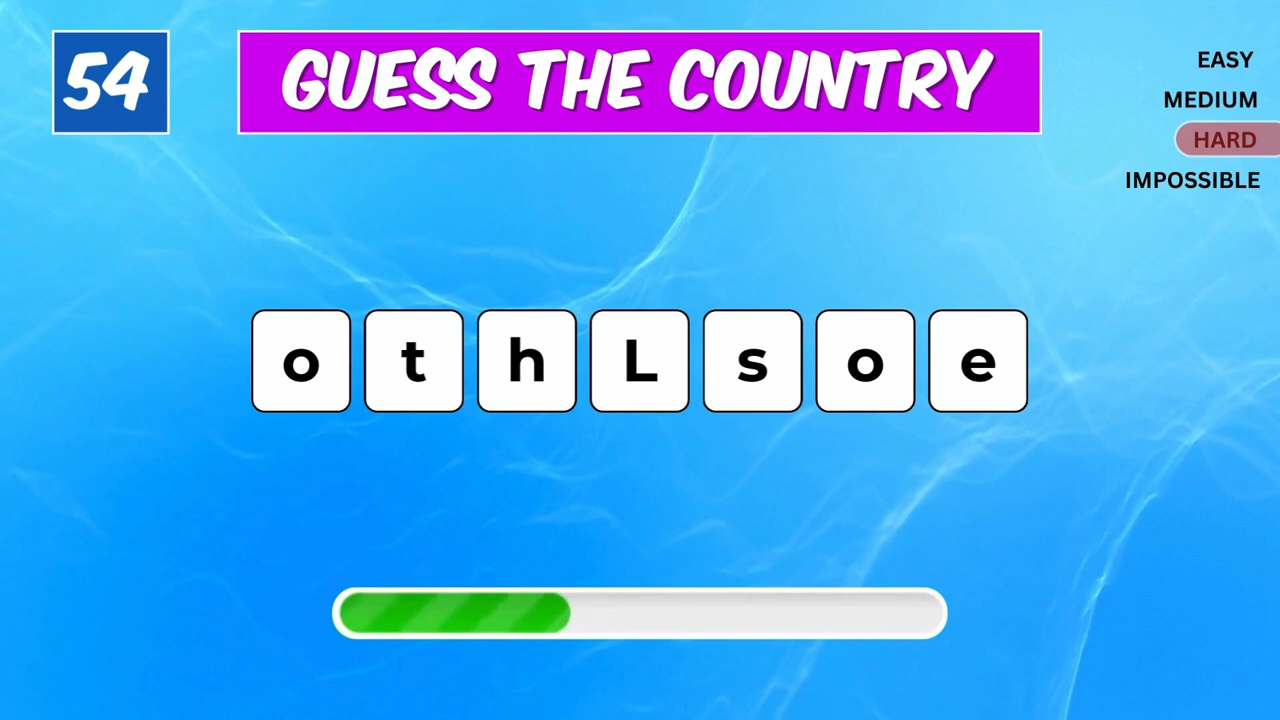 54
GUESS THE COUNTRY
EASY
MEDIUM
HARD
IMPOSSIBLE
o t h L s o e